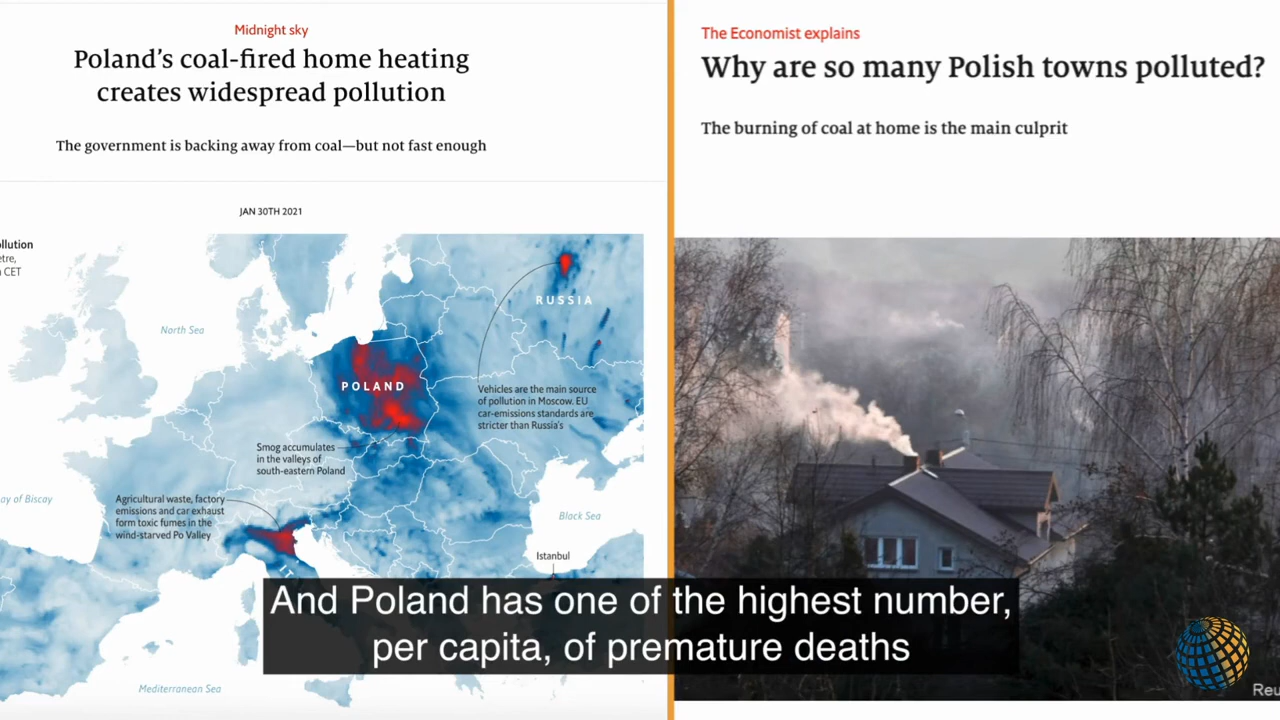 Midnight sky
Poland’s coal-fired home heating
creates widespread pollution
The government is backing away from coal—but not fast enough
JAN 30TH 2021
CET
North Sea
RUSSIA
POLAND
Vehicles are the main source
of pollution in Moscow. EU
car-emissions standards are
stricter than Russia’s
Smog accumulates
in the valleys of
south-eastern Poland
Agricultural waste, factory
emissions and car exhaust
form toxic fumes in the
wind-starved Po Valley
ay of Biscay
Black Sea
Istanbul
IT
Mediterranean Sea
The Economist explains
Why are so many Polish towns polluted?
The burning of coal at home is the main culprit
And Poland has one of the highest number,
per capita, of premature deaths
Reu